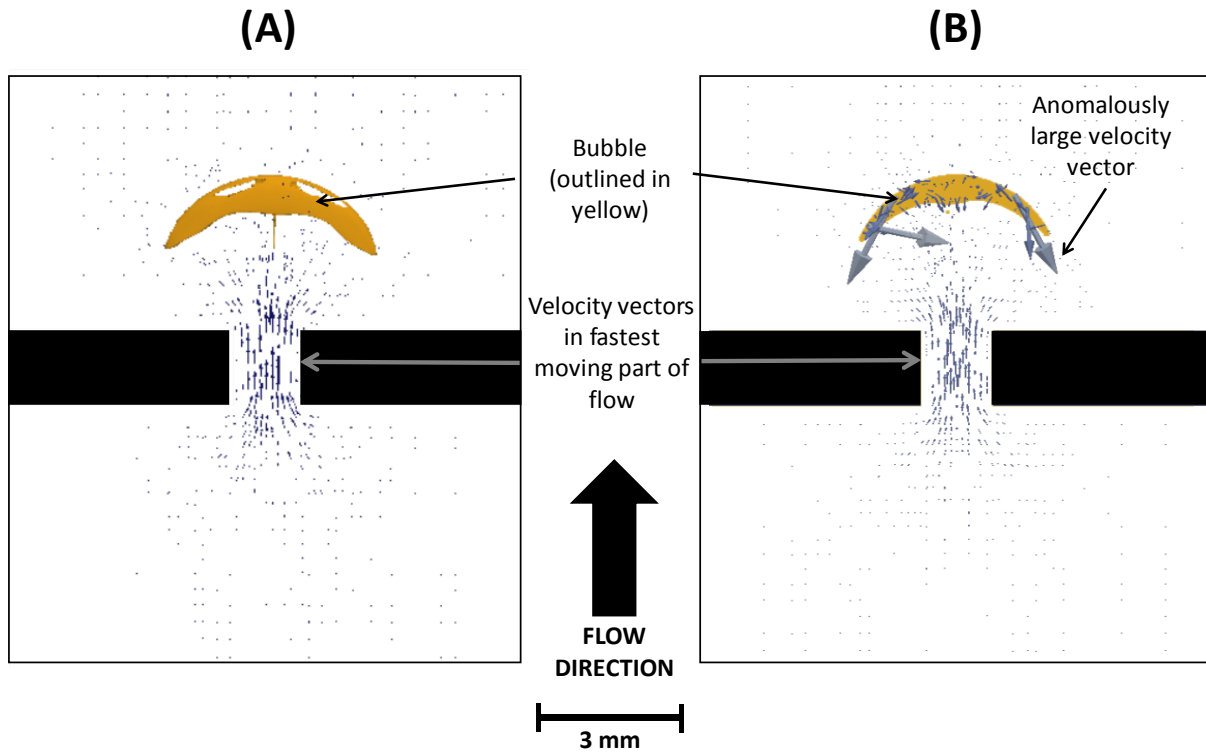 (A)
(B)
Bubble
(outlined in
yellow)
Anomalously
large velocity
vector
Velocity vectors
in fastest
moving part of
flow
FLOW
DIRECTION
3 mm